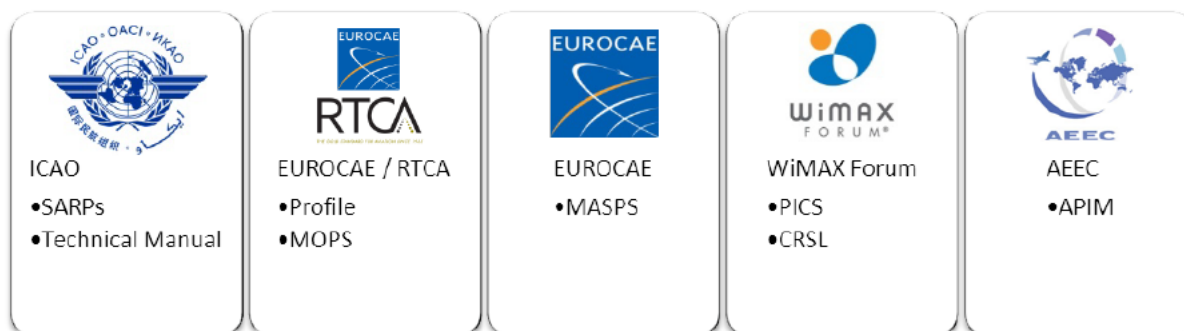 ICAO · OACI · ИКАО
EUROCAE
RTCA
EUROCAE
WiMAX
FORUM®
AEEC
ICAO
•SARPs
•Technical Manual
EUROCAE / RTCA
•Profile
•MOPS
EUROCAE
•MASPS
WiMAX Forum
•PICS
•CRSL
AEEC
•APIM